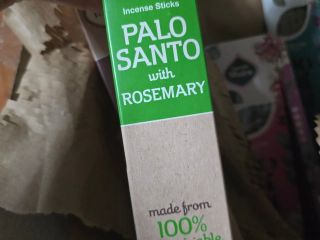 Incense Sticks
PALO
SANTO
with
ROSEMARY
made from
100%